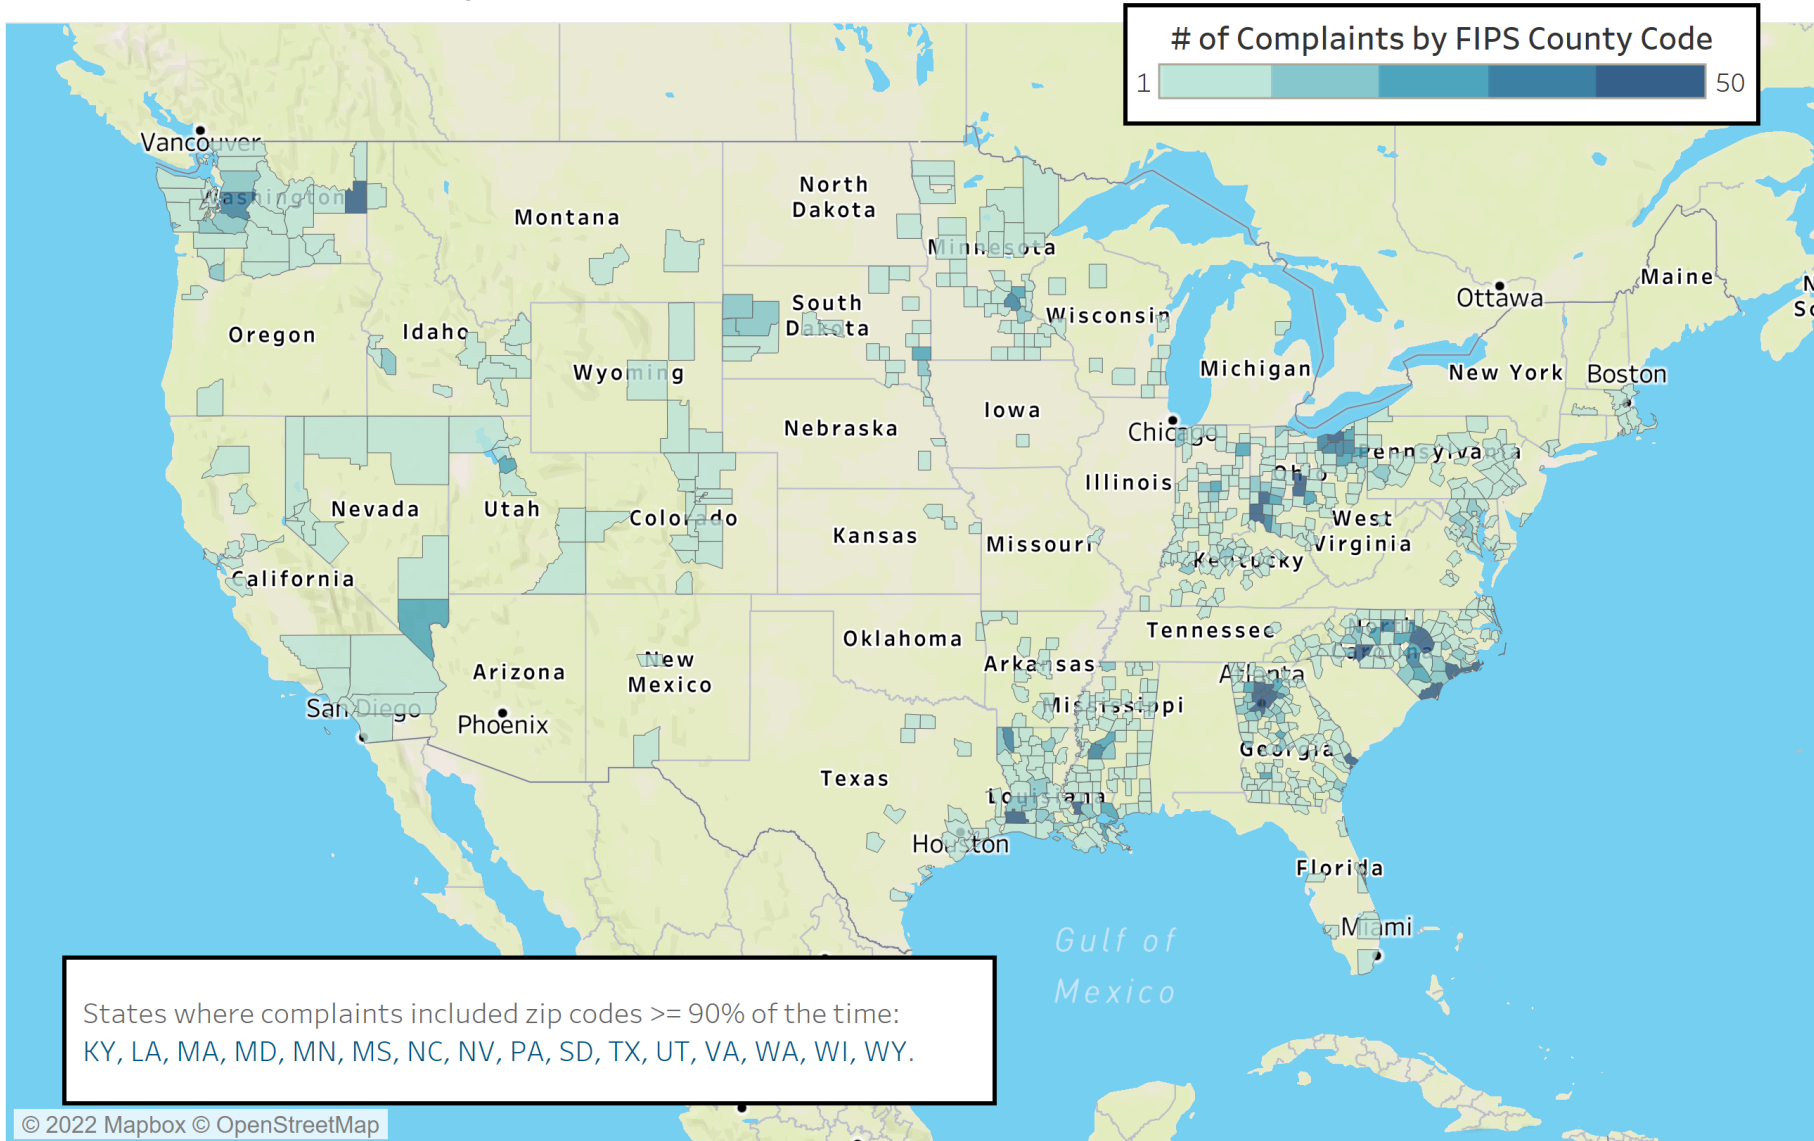 # of Complaints by FIPS County Code
1
50
Vancouver
Washington
Montana
North
Dakota
Minnesota
Ottawa
Maine
N
Sc
Oregon
Idaho
South
Dakota
Wisconsin
Wyoming
Michigan
New York
Boston
Nebraska
Iowa
Chicago
Pennsylvania
Ohio
Illinois
Nevada
Utah
Colorado
Kansas
Missouri
West
Virginia
California
Kentucky
Oklahoma
Tennessee
North
Carolina
Arkansas
Arizona
New
Mexico
Atlanta
San Diego
Phoenix
Mississippi
Georgia
Texas
Louisiana
Houston
Florida
Miami
Gulf of
Mexico
States where complaints included zip codes >= 90% of the time:
KY, LA, MA, MD, MN, MS, NC, NV, PA, SD, TX, UT, VA, WA, WI, WY.
© 2022 Mapbox © OpenStreetMap